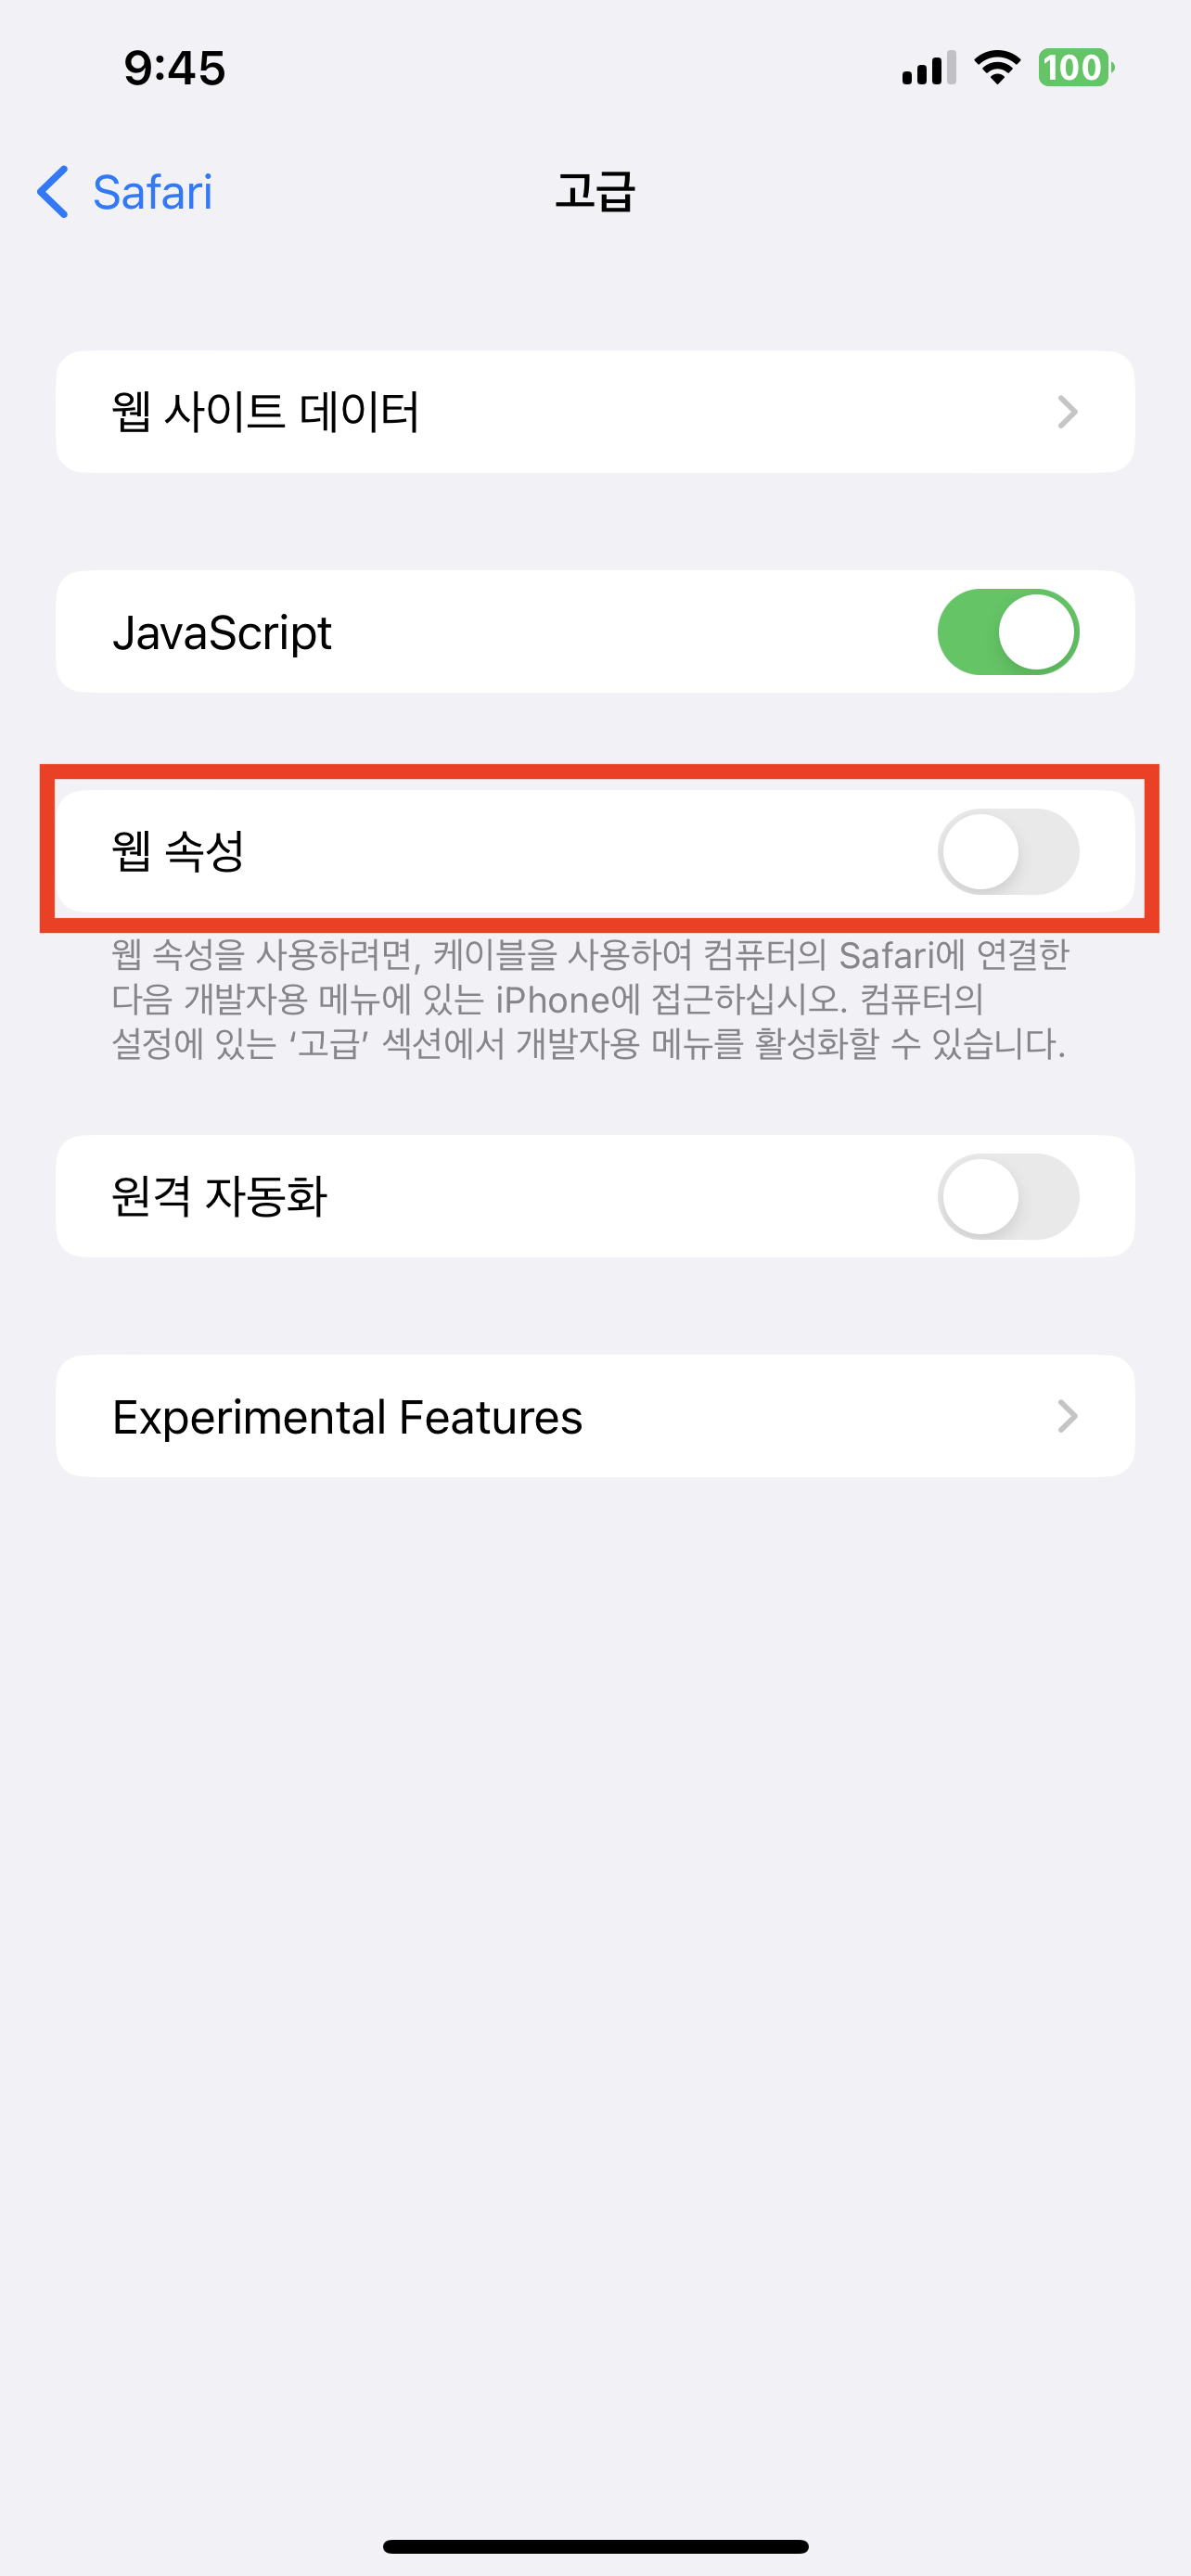 9:45
100
Safari
고급
웹 사이트 데이터
JavaScript
웹 속성
웹 속성을 사용하려면, 케이블을 사용하여 컴퓨터의 Safari에 연결한
다음 개발자용 메뉴에 있는 iPhone에 접근하십시오. 컴퓨터의
설정에 있는 ‘고급’ 섹션에서 개발자용 메뉴를 활성화할 수 있습니다.
원격 자동화
Experimental Features